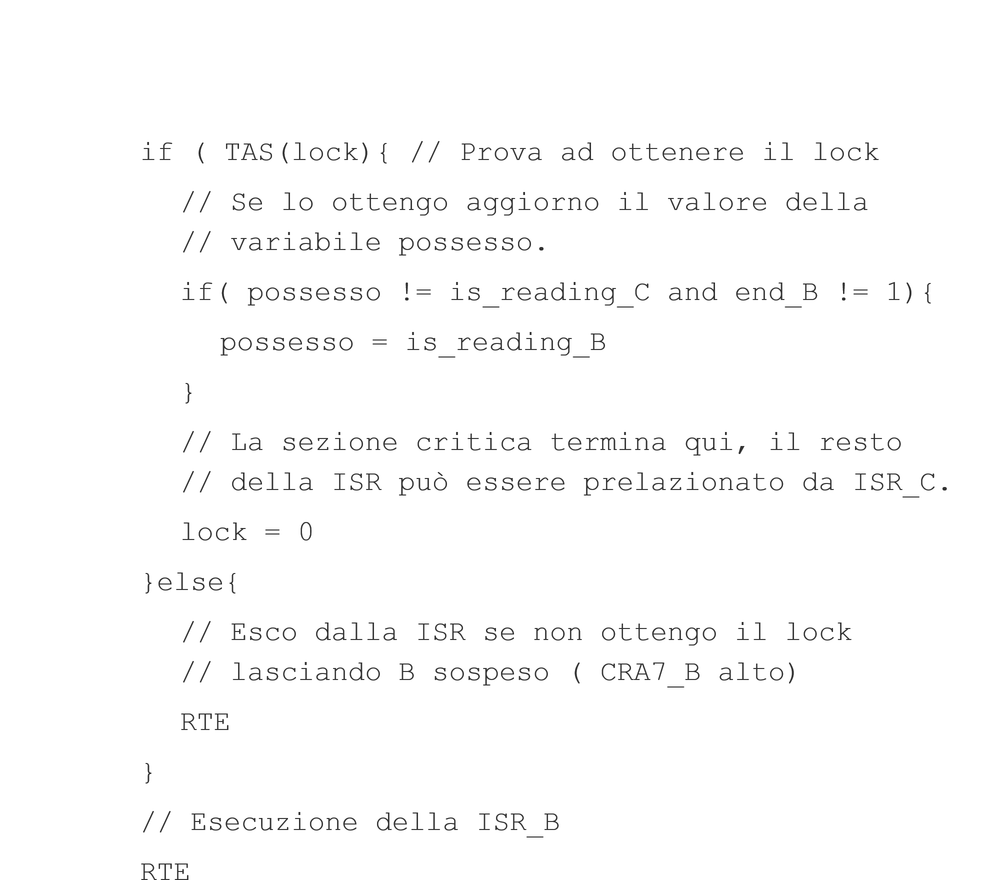 if ( TAS(lock){ // Prova ad ottenere il lock
// Se lo ottengo aggiorno il valore della
// variabile possesso.
if( possesso != is_reading_C and end_B != 1){
possesso = is_reading_B
}
// La sezione critica termina qui, il resto
// della ISR può essere prelazionato da ISR_C.
lock = 0
}else{
// Esco dalla ISR se non ottengo il lock
// lasciando B sospeso ( CRA7_B alto)
RTE
}
// Esecuzione della ISR_B
RTE